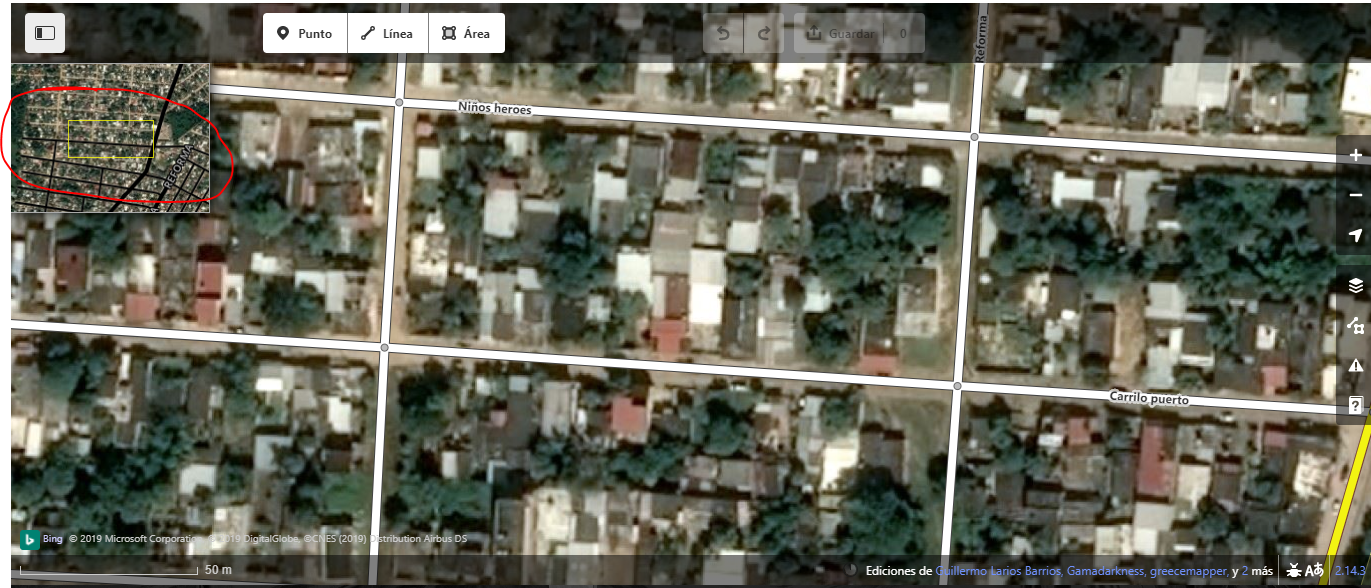 Punto
Línea
Área
Guardar
0
Reforma
Niños heroes
REFORMA
Carrilo puerto
Bing © 2019 Microsoft Corporation, © 2019 DigitalGlobe, ©CNES (2019) Distribution Airbus DS
50 m
Ediciones de Guillermo Larios Barrios, Gamadarkness, greecemapper, y 2 más
2.14.3